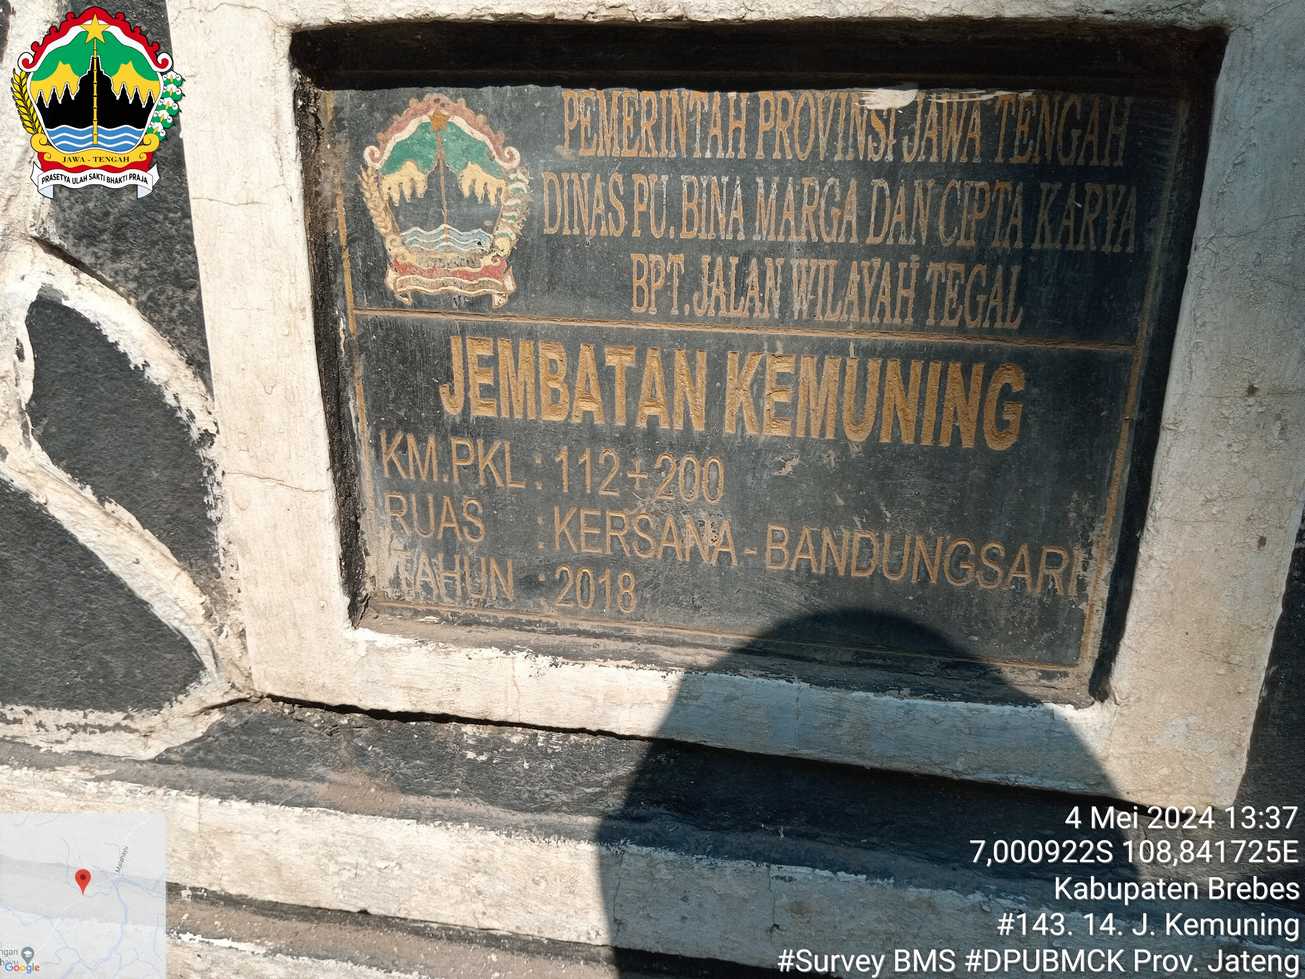 JAWA - TENGAH
PRASETYA ULAH SAKTI BHAKTI PRAJA
PEMERINTAH PROVINSI JAWA TENGAH
DINAS PU. BINA MARGA DAN CIPTA KARYA
BPT. JALAN WILAYAH TEGAL
JEMBATAN KEMUNING
KM.PKL : 112+200
RUAS : KERSANA - BANDUNGSARI
TAHUN : 2018
4 Mei 2024 13:37
7,000922S 108,841725E
Kabupaten Brebes
#143. 14. J. Kemuning
#Survey BMS #DPUBMCK Prov. Jateng
Google